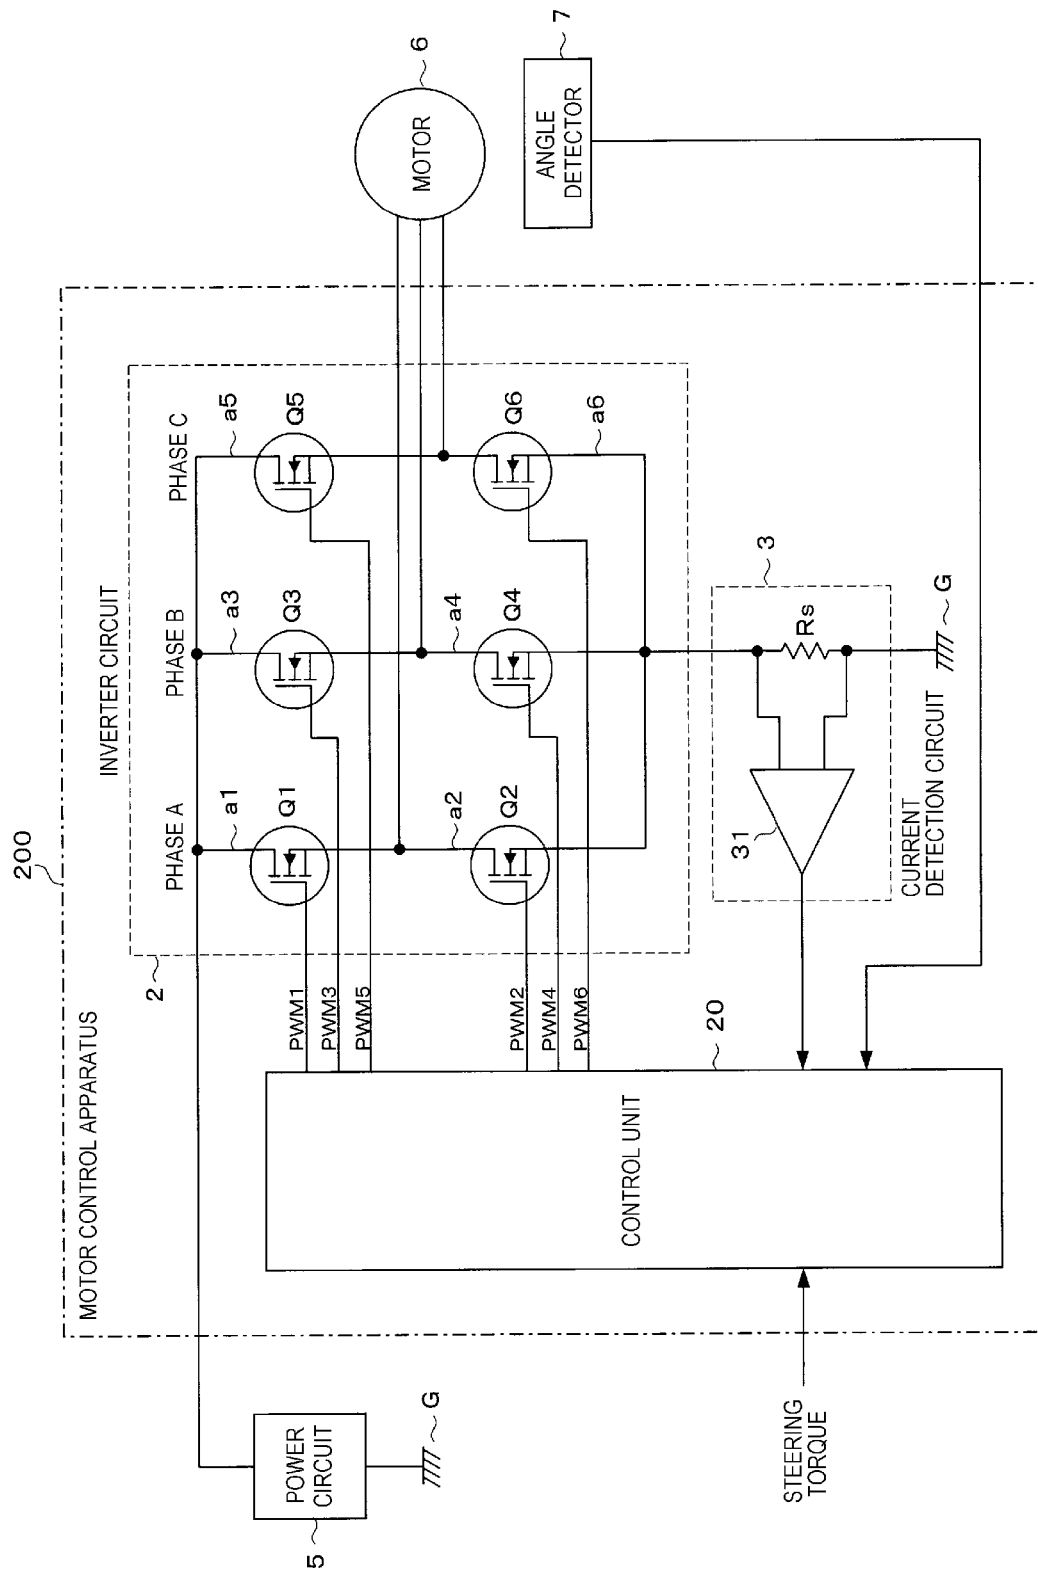 200
MOTOR CONTROL APPARATUS
INVERTER CIRCUIT
2
PHASE A
PHASE B
PHASE C
a1
a3
a5
Q1
Q3
Q5
PWM1
PWM3
PWM5
a2
a4
Q2
Q4
Q6
a6
PWM2
PWM4
PWM6
MOTOR
6
ANGLE
DETECTOR
7
POWER
CIRCUIT
5
G
CONTROL UNIT
20
3
Rs
31
G
CURRENT
DETECTION CIRCUIT
STEERING
TORQUE